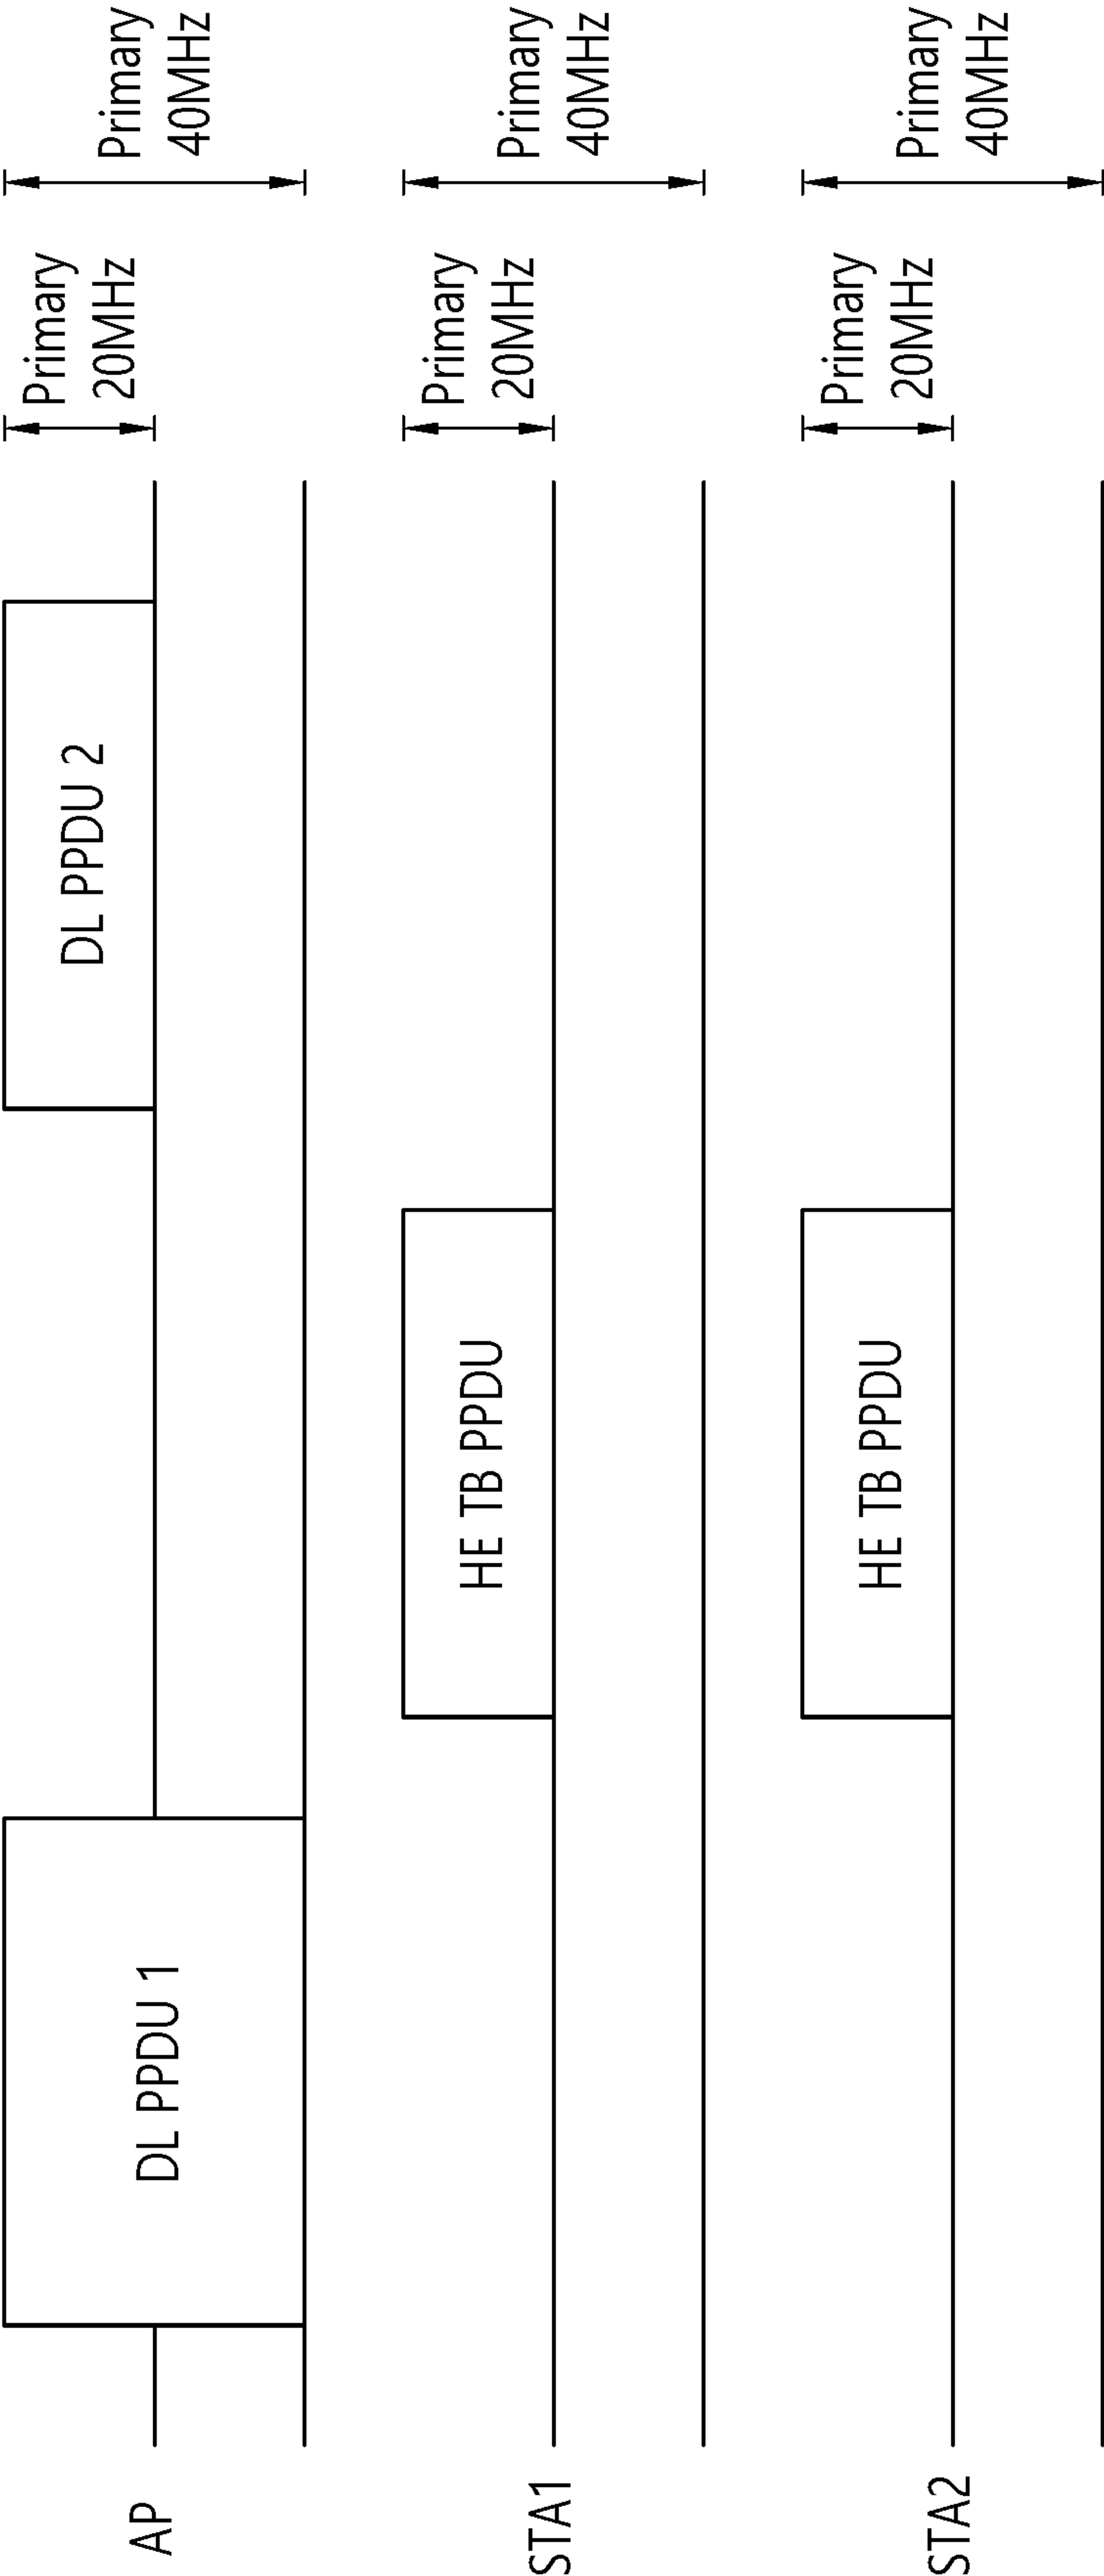 AP
DL PPDU 1
DL PPDU 2
Primary
20MHz
Primary
40MHz
STA1
HE TB PPDU
Primary
20MHz
Primary
40MHz
STA2
HE TB PPDU
Primary
20MHz
Primary
40MHz